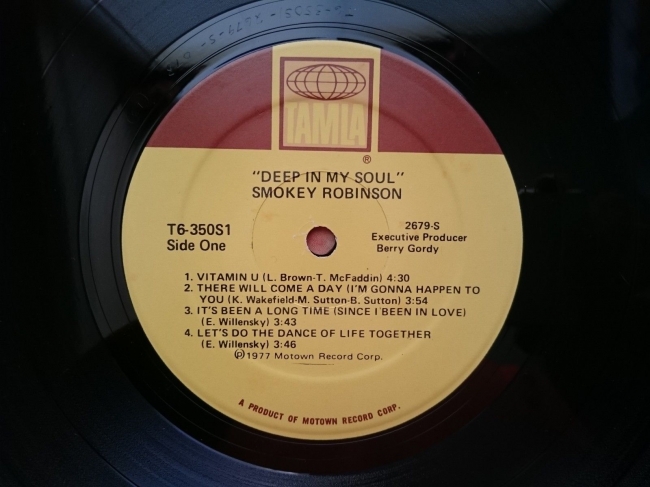 TAMLA
®
"DEEP IN MY SOUL"
SMOKEY ROBINSON
T6-350S1
Side One
2679-S
Executive Producer
Berry Gordy
1. VITAMIN U (L. Brown-T. McFaddin) 4:30
2. THERE WILL COME A DAY (I'M GONNA HAPPEN TO
YOU (K. Wakefield-M. Sutton-B. Sutton) 3:54
3. IT'S BEEN A LONG TIME (SINCE I BEEN IN LOVE)
(E. Willensky) 3:43
4. LET'S DO THE DANCE OF LIFE TOGETHER
(E. Willensky) 3:46
Ⓟ1977 Motown Record Corp.
A PRODUCT OF MOTOWN RECORD CORP.